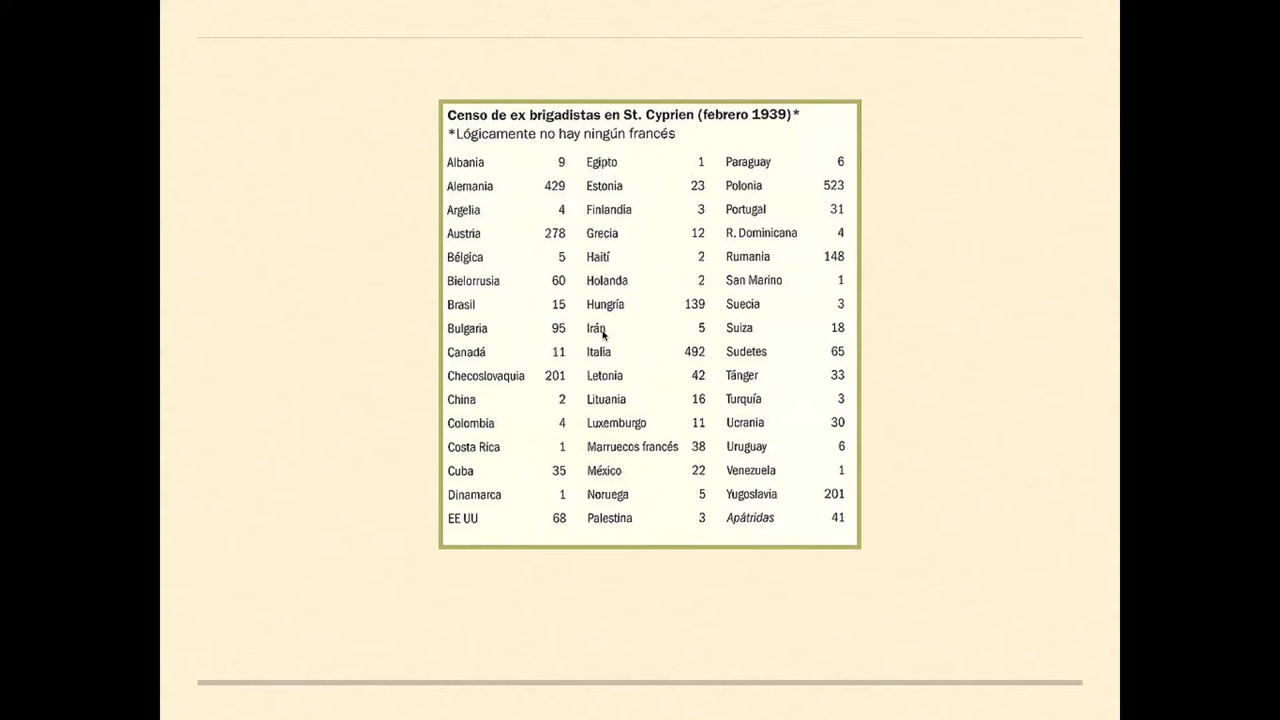 Censo de ex brigadistas en St. Cyprien (febrero 1939)*
*Lógicamente no hay ningún francés
Albania 9 Egipto 1 Paraguay 6
Alemania 429 Estonia 23 Polonia 523
Argelia 4 Finlandia 3 Portugal 31
Austria 278 Grecia 12 R. Dominicana 4
Bélgica 5 Haití 2 Rumania 148
Bielorrusia 60 Holanda 2 San Marino 1
Brasil 15 Hungría 139 Suecia 3
Bulgaria 95 Irán 5 Suiza 18
Canadá 11 Italia 492 Sudetes 65
Checoslovaquia 201 Letonia 42 Tánger 33
China 2 Lituania 16 Turquía 3
Colombia 4 Luxemburgo 11 Ucrania 30
Costa Rica 1 Marruecos francés 38 Uruguay 6
Cuba 35 México 22 Venezuela 1
Dinamarca 1 Noruega 5 Yugoslavia 201
EE UU 68 Palestina 3 Apátridas 41